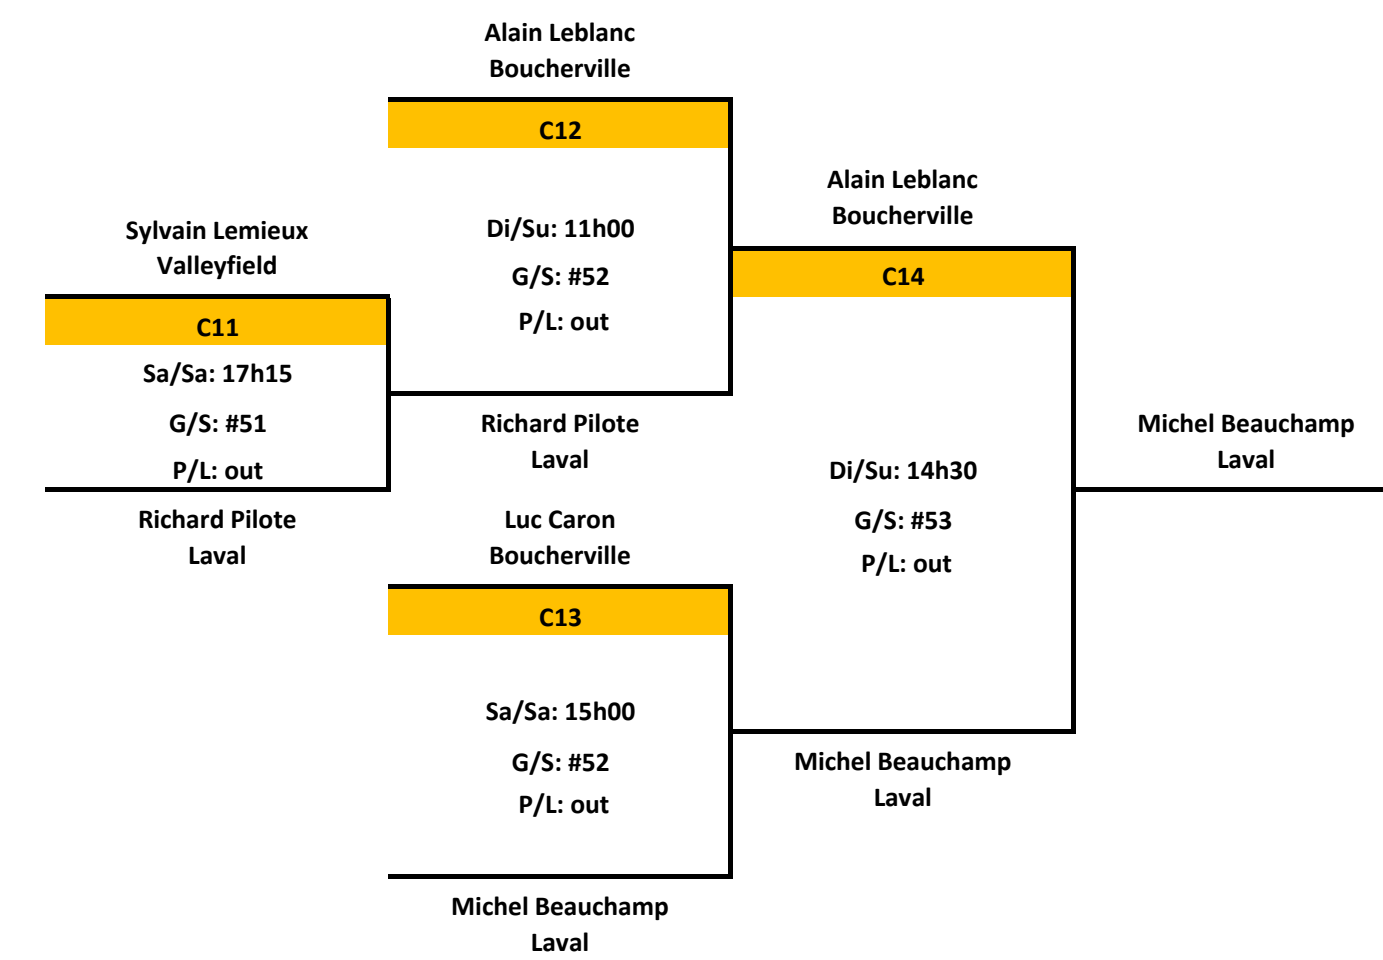 Alain Leblanc
Boucherville
C12
Di/Su: 11h00
G/S: #52
P/L: out
Alain Leblanc
Boucherville
C14
Sylvain Lemieux
Valleyfield
C11
Sa/Sa: 17h15
G/S: #51
P/L: out
Richard Pilote
Laval
Richard Pilote
Laval
Luc Caron
Boucherville
C13
Sa/Sa: 15h00
G/S: #52
P/L: out
Michel Beauchamp
Laval
Di/Su: 14h30
G/S: #53
P/L: out
Michel Beauchamp
Laval
Michel Beauchamp
Laval